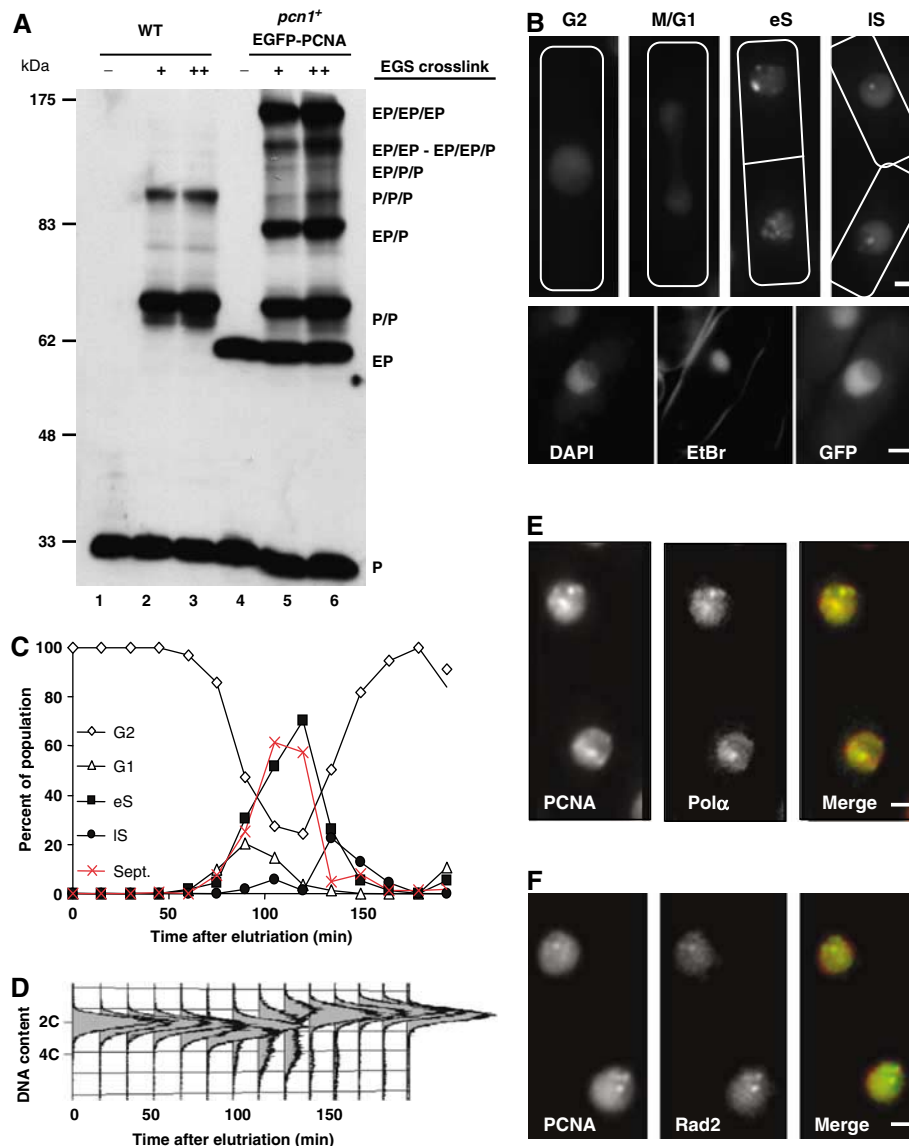 A
WT
pcn1+
EGFP-PCNA
kDa
– + ++ – + ++ EGS crosslink
175
EP/EP/EP
EP/EP - EP/EP/P
EP/P/P
P/P/P
83
EP/P
P/P
62
EP
48
33
P
1 2 3 4 5 6
B
G2 M/G1 eS lS
DAPI EtBr GFP
C
100
80
60
40
20
0
Percent of population
G2
G1
eS
lS
Sept.
0 50 100 150
Time after elutriation (min)
D
DNA content
2C
4C
0 50 100 150
Time after elutriation (min)
E
PCNA Polα Merge
F
PCNA Rad2 Merge